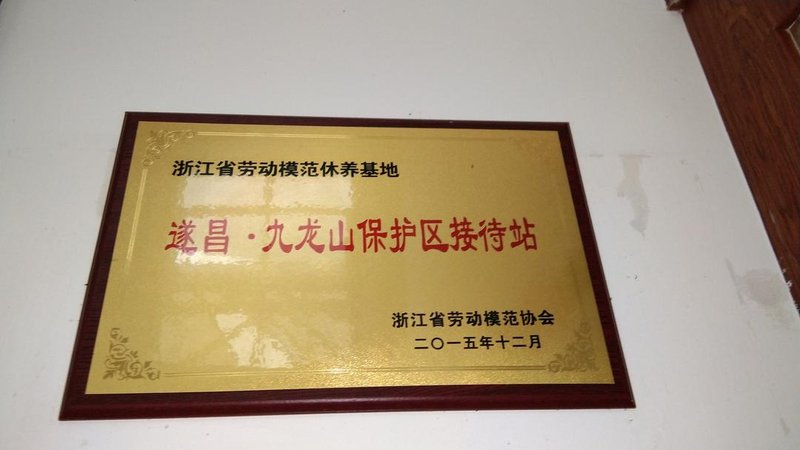 浙江省劳动模范休养基地
遂昌·九龙山保护区接待站
浙江省劳动模范协会
二〇一五年十二月